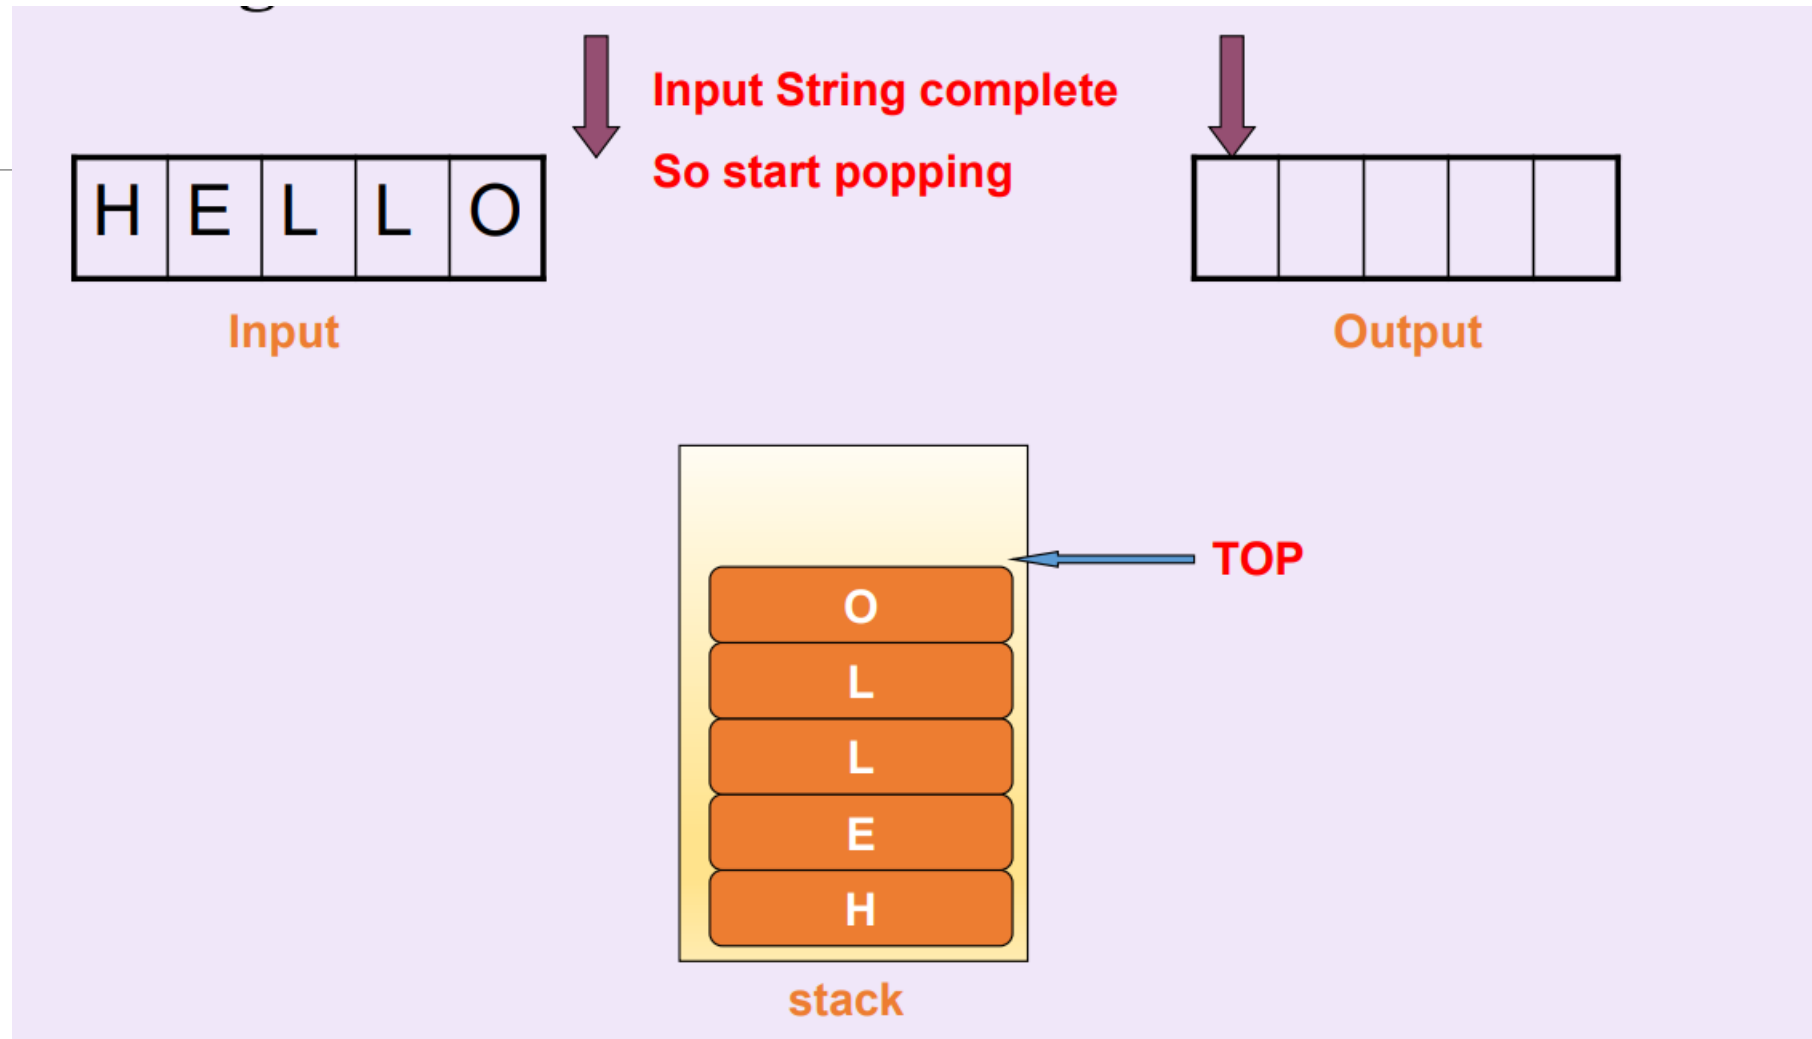 Input String complete
So start popping
H E L L O
Input
Output
TOP
O
L
L
E
H
stack